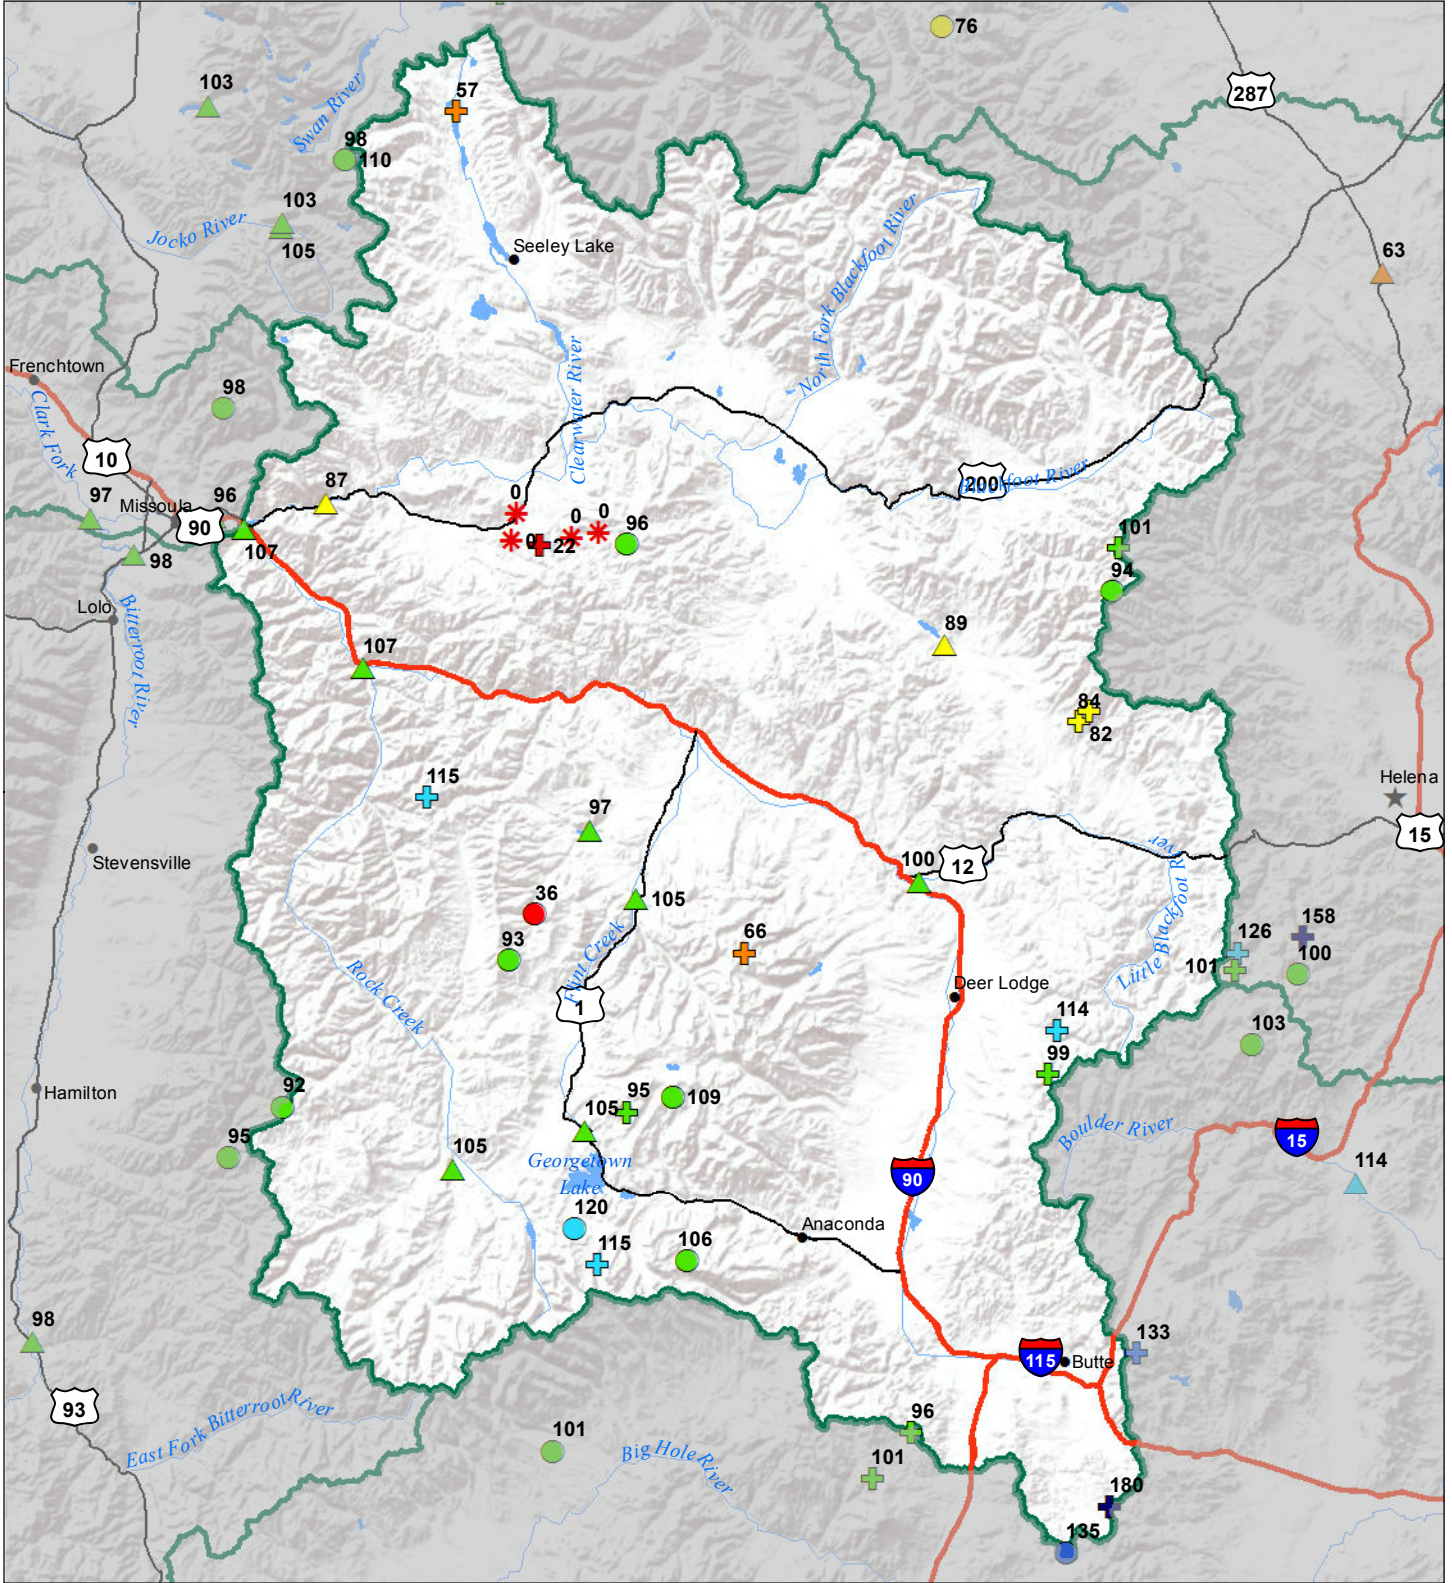 76
57
287
103
Swan River
98
110
103
Jocko River
105
Seeley Lake
63
North Fork Blackfoot River
Clearwater River
Frenchtown
98
Clark Fork
10
97
Missoula
96
90
87
0
0
0
0
22
96
200
Blackfoot River
101
107
98
94
Lolo
Bitterroot River
107
89
84
82
115
97
Helena
15
Stevensville
100
12
Little Blackfoot River
36
105
93
Flint Creek
66
158
126
101
100
Rock Creek
1
Deer Lodge
114
103
99
92
Hamilton
95
109
105
Boulder River
15
95
105
Georgetown
Lake
90
114
120
Anaconda
115
106
98
133
115
Butte
93
East Fork Bitterroot River
96
101
Big Hole River
101
180
135